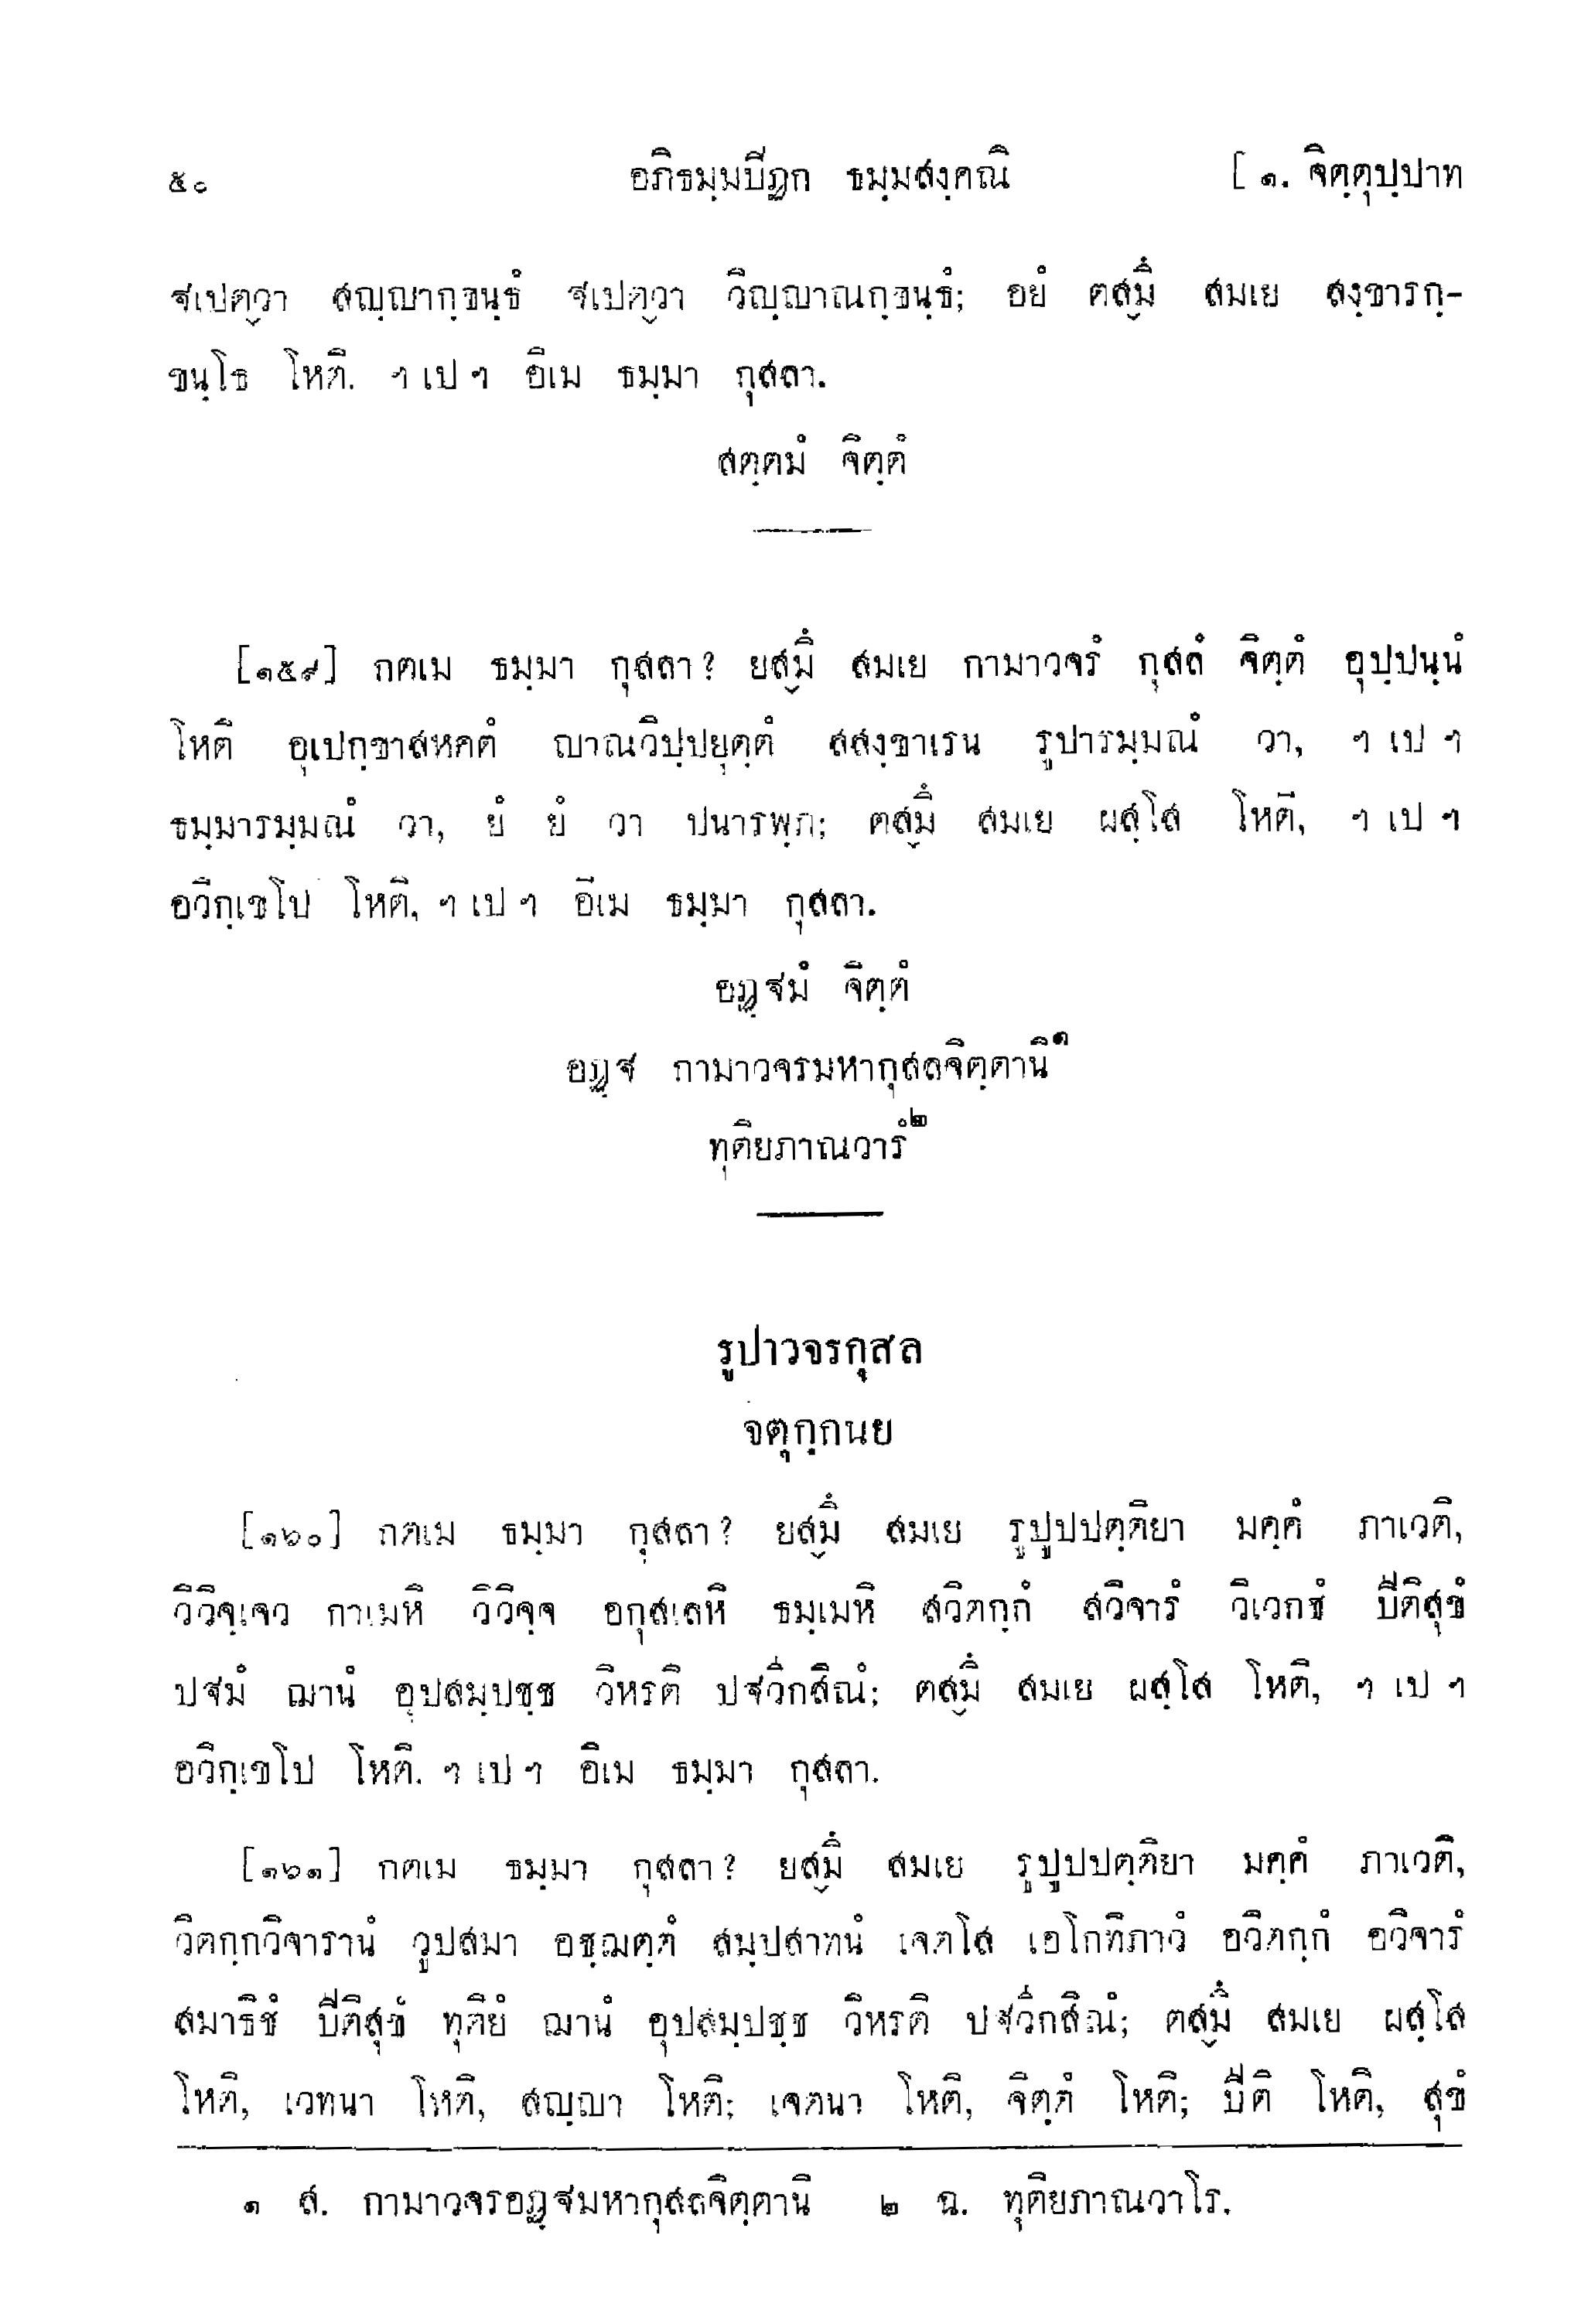 ๕๐ อภิธมฺมปีฏก ธมฺมสงฺคณิ [ ๑. จิตฺตุปฺปาท
ฐเปตฺวา สญฺญากฺขนฺธํ ฐเปตฺวา วิญฺญาณกฺขนฺธํ; อยํ ตสฺมึ สมเย สงฺขารกฺ-
ขนฺโธ โหติ. ฯ เป ฯ อิเม ธมฺมา กุสลา.
สตฺตมํ จิตฺตํ
[๑๕๙] กตเม ธมฺมา กุสลา? ยสฺมึ สมเย กามาวจรํ กุสลํ จิตฺตํ อุปฺปนฺนํ
โหติ อุเปกฺขาสหคตํ ญาณวิปฺปยุตฺตํ สสงฺขาเรน รูปารมฺมณํ วา, ฯ เป ฯ
ธมฺมารมฺมณํ วา, ยํ ยํ วา ปนารพฺภ; ตสฺมึ สมเย ผสฺโส โหติ, ฯ เป ฯ
อวิกฺเขโป โหติ, ฯ เป ฯ อิเม ธมฺมา กุสลา.
อฏฺฐมํ จิตฺตํ
อฏฺฐ กามาวจรมหากุสลจิตฺตานิ๑
ทุติยภาณวารํ๒
รูปาวจรกุสล
จตุกฺกนย
[๑๖๐] กตเม ธมฺมา กุสลา? ยสฺมึ สมเย รูปูปปตฺติยา มคฺคํ ภาเวติ,
วิวิจฺเจว กาเมหิ วิวิจฺจ อกุสเลหิ ธมฺเมหิ สวิตกฺกํ สวิจารํ วิเวกชํ ปีติสุขํ
ปฐมํ ฌานํ อุปสมฺปชฺช วิหรติ ปฐวีกสิณํ; ตสฺมึ สมเย ผสฺโส โหติ, ฯ เป ฯ
อวิกฺเขโป โหติ. ฯ เป ฯ อิเม ธมฺมา กุสลา.
[๑๖๑] กตเม ธมฺมา กุสลา? ยสฺมึ สมเย รูปูปปตฺติยา มคฺคํ ภาเวติ,
วิตกฺกวิจารานํ วูปสมา อชฺฌตฺตํ สมฺปสาทนํ เจตโส เอโกทิภาวํ อวิตกฺกํ อวิจารํ
สมาธิชํ ปีติสุขํ ทุติยํ ฌานํ อุปสมฺปชฺช วิหรติ ปฐวีกสิณํ; ตสฺมึ สมเย ผสฺโส
โหติ, เวทนา โหติ, สญฺญา โหติ; เจตนา โหติ, จิตฺตํ โหติ; ปีติ โหติ, สุขํ
๑ สี. กามาวจรอฏฺฐมหากุสลจิตฺตานิ ๒ ฉ. ทุติยภาณวาโร.